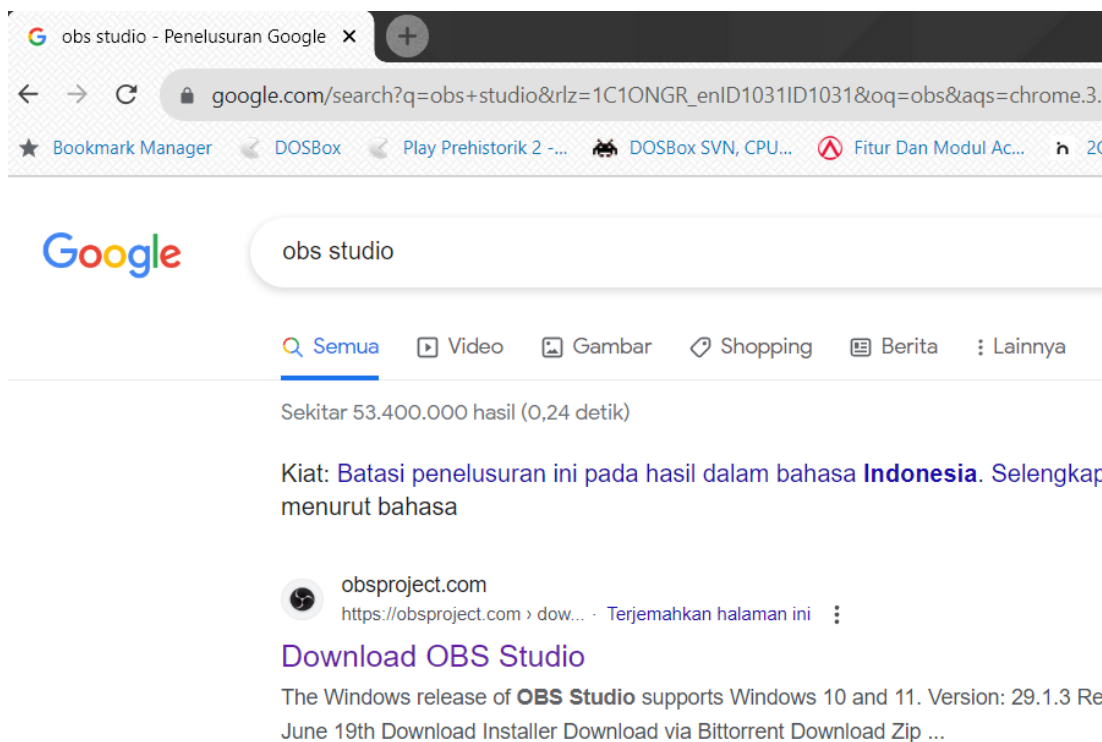 obs studio - Penelusuran Google
google.com/search?q=obs+studio&rlz=1C1ONGR_enID1031ID1031&oq=obs&aqs=chrome.3.
Bookmark Manager DOSBox Play Prehistorik 2 -... DOSBox SVN, CPU... Fitur Dan Modul Ac...
Google obs studio
Semua Video Gambar Shopping Berita Lainnya
Sekitar 53.400.000 hasil (0,24 detik)
Kiat: Batasi penelusuran ini pada hasil dalam bahasa Indonesia. Selengkap
menurut bahasa
obsproject.com
https://obsproject.com › dow... · Terjemahkan halaman ini
Download OBS Studio
The Windows release of OBS Studio supports Windows 10 and 11. Version: 29.1.3 Re
June 19th Download Installer Download via Bittorrent Download Zip ...